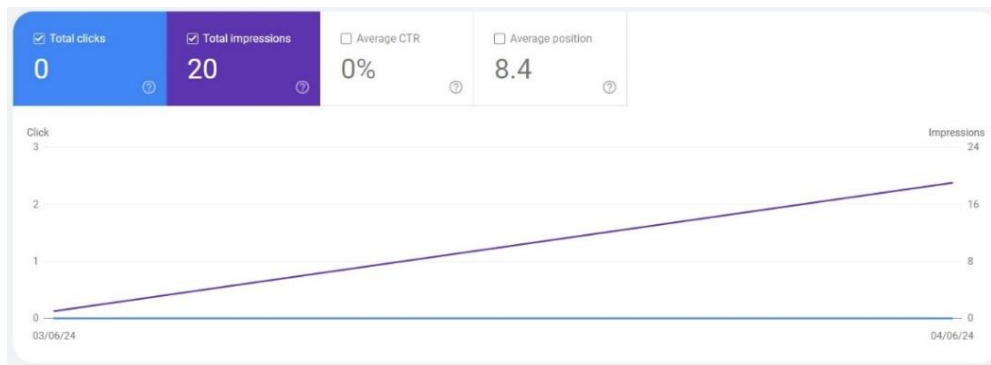 Total clicks
0
Total impressions
20
Average CTR
0%
Average position
8.4
Click
Impressions
3
24
2
16
1
8
0
0
03/06/24
04/06/24